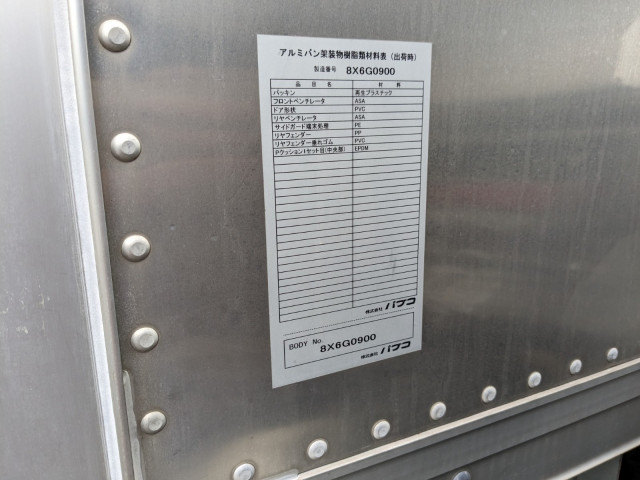 アルミバン架装物樹脂類材料表（出荷時）
製造番号 8X6G0900
品目名 材料
パッキン 再生プラスチック
フロントベンチレータ ASA
ドア形状 PVC
リヤベンチレータ ASA
サイドガード端末処理 PE
リヤフェンダー PP
リヤフェンダー垂れゴム PVC
Pクッション1セット目(中央部) EPDM
株式会社 パブコ
BODY No 8X6G0900
株式会社 パブコ